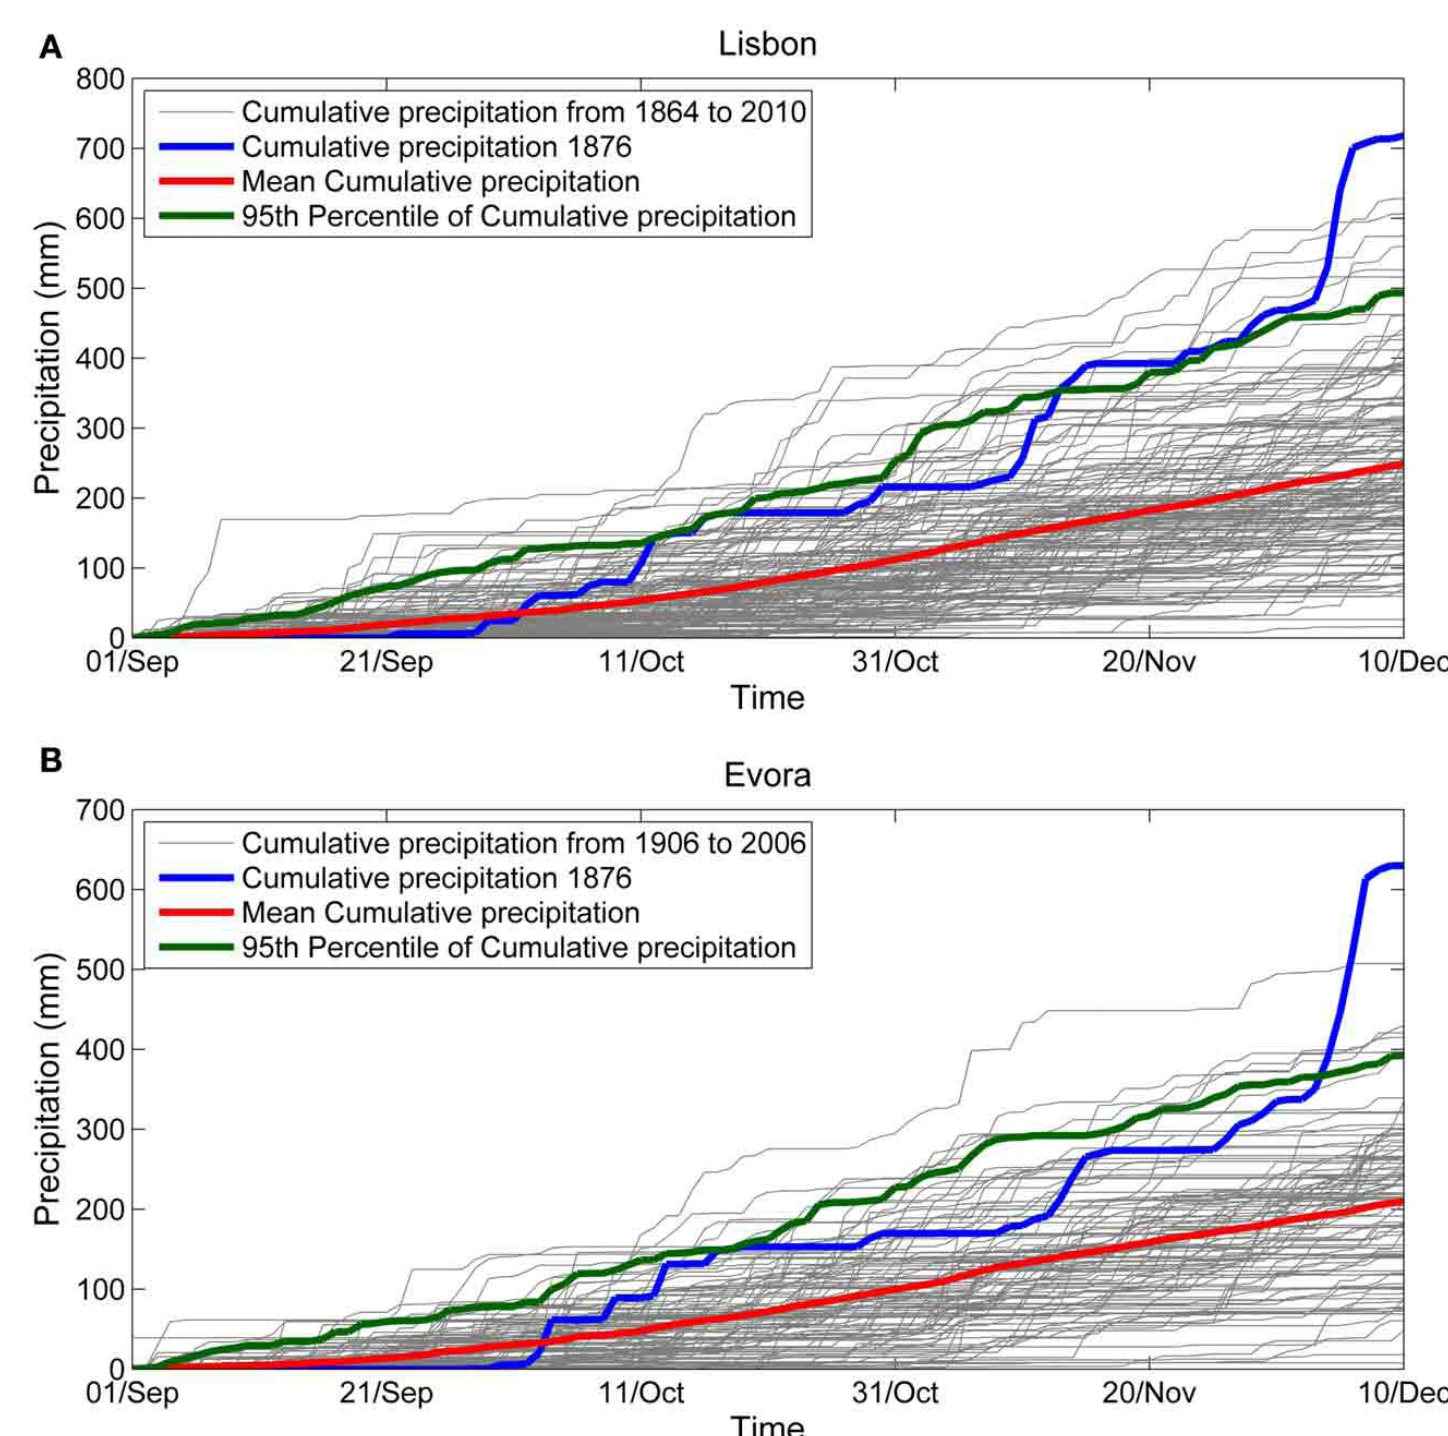 A
Lisbon
800
700
600
500
400
300
200
100
0
Precipitation (mm)
Cumulative precipitation from 1864 to 2010
Cumulative precipitation 1876
Mean Cumulative precipitation
95th Percentile of Cumulative precipitation
01/Sep 21/Sep 11/Oct 31/Oct 20/Nov 10/Dec
Time
B
Evora
700
600
500
400
300
200
100
0
Precipitation (mm)
Cumulative precipitation from 1906 to 2006
Cumulative precipitation 1876
Mean Cumulative precipitation
95th Percentile of Cumulative precipitation
01/Sep 21/Sep 11/Oct 31/Oct 20/Nov 10/Dec
Time